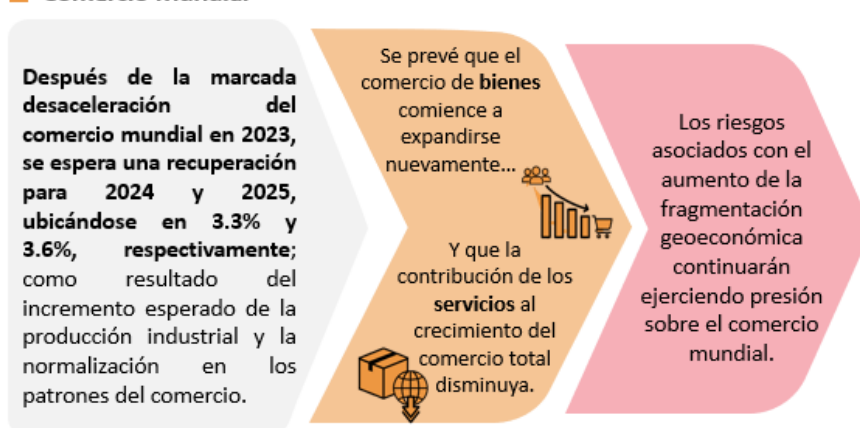 Después de la marcada
desaceleración del
comercio mundial en 2023,
se espera una recuperación
para 2024 y 2025,
ubicándose en 3.3% y
3.6%, respectivamente;
como resultado del
incremento esperado de la
producción industrial y la
normalización en los
patrones del comercio.
Se prevé que el
comercio de bienes
comience a
expandirse
nuevamente...
Y que la
contribución de los
servicios al
crecimiento del
comercio total
disminuya.
Los riesgos
asociados con el
aumento de la
fragmentación
geoeconómica
continuarán
ejerciendo presión
sobre el comercio
mundial.